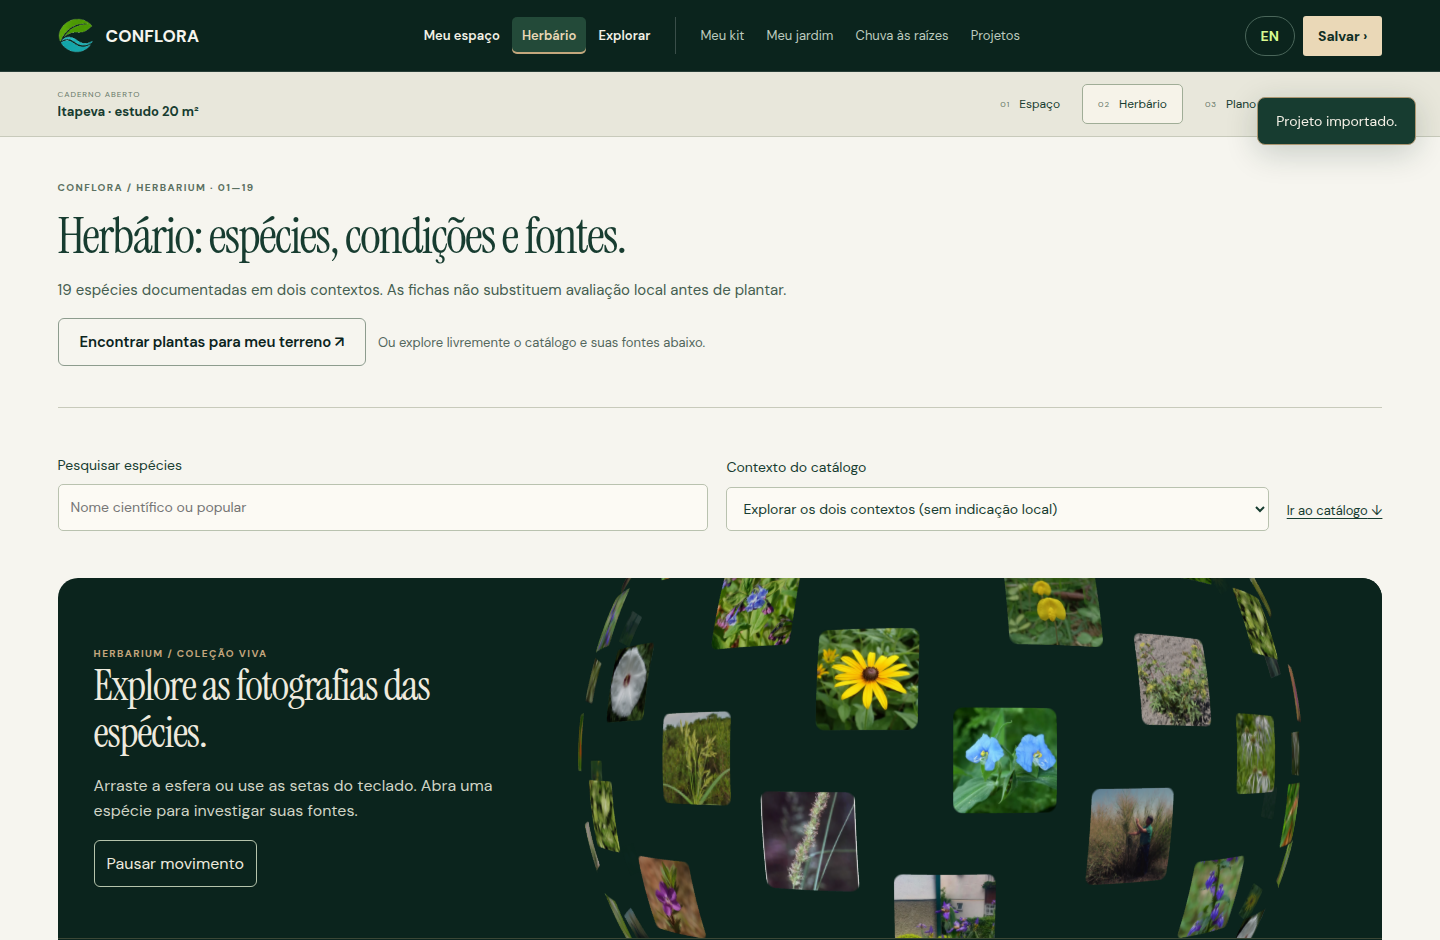 CONFLORA
Meu espaço
Herbário
Explorar
Meu kit
Meu jardim
Chuva às raízes
Projetos
EN
Salvar ›
CADERNO ABERTO
Itapeva · estudo 20 m²
01 Espaço
02 Herbário
03 Plano
Projeto importado.
CONFLORA / HERBARIUM · 01—19
Herbário: espécies, condições e fontes.
19 espécies documentadas em dois contextos. As fichas não substituem avaliação local antes de plantar.
Encontrar plantas para meu terreno ↗
Ou explore livremente o catálogo e suas fontes abaixo.
Pesquisar espécies
Nome científico ou popular
Contexto do catálogo
Explorar os dois contextos (sem indicação local)
Ir ao catálogo ↓
HERBARIUM / COLEÇÃO VIVA
Explore as fotografias das
espécies.
Arraste a esfera ou use as setas do teclado. Abra uma
espécie para investigar suas fontes.
Pausar movimento